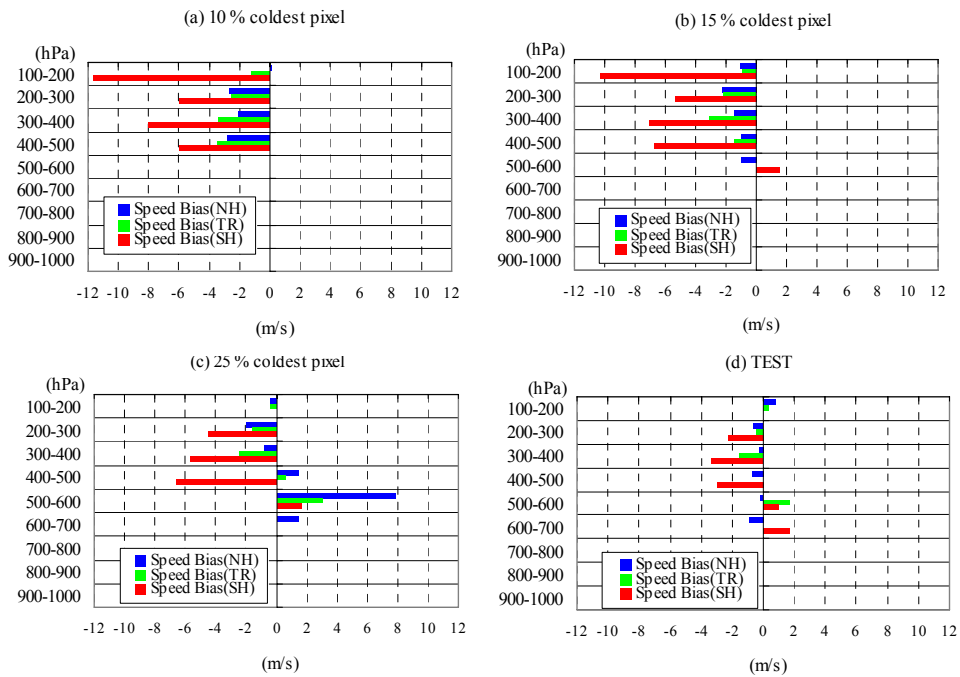 (a) 10 % coldest pixel
(hPa)
100-200
200-300
300-400
400-500
500-600
600-700
700-800
800-900
900-1000
Speed Bias(NH)
Speed Bias(TR)
Speed Bias(SH)
-12 -10 -8 -6 -4 -2 0 2 4 6 8 10 12
(m/s)
(b) 15 % coldest pixel
(hPa)
100-200
200-300
300-400
400-500
500-600
600-700
700-800
800-900
900-1000
Speed Bias(NH)
Speed Bias(TR)
Speed Bias(SH)
-12 -10 -8 -6 -4 -2 0 2 4 6 8 10 12
(m/s)
(c) 25 % coldest pixel
(hPa)
100-200
200-300
300-400
400-500
500-600
600-700
700-800
800-900
900-1000
Speed Bias(NH)
Speed Bias(TR)
Speed Bias(SH)
-12 -10 -8 -6 -4 -2 0 2 4 6 8 10 12
(m/s)
(d) TEST
(hPa)
100-200
200-300
300-400
400-500
500-600
600-700
700-800
800-900
900-1000
Speed Bias(NH)
Speed Bias(TR)
Speed Bias(SH)
-12 -10 -8 -6 -4 -2 0 2 4 6 8 10 12
(m/s)